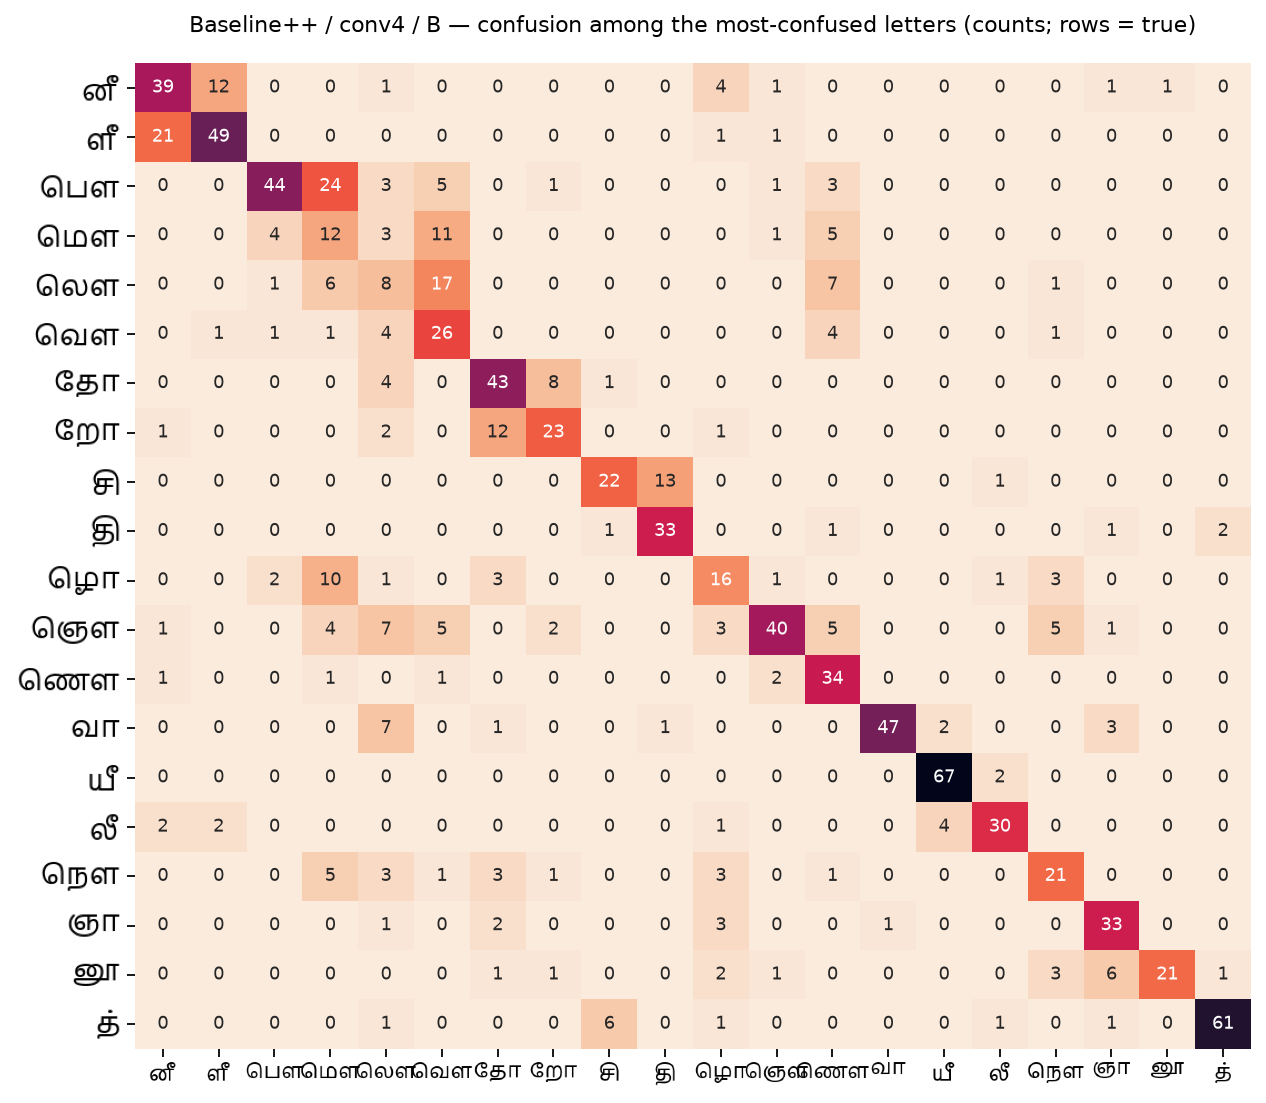 Baseline++ / conv4 / B — confusion among the most-confused letters (counts; rows = true)
னீ 39 12 0 0 1 0 0 0 0 0 4 1 0 0 0 0 0 1 1 0
ளீ 21 49 0 0 0 0 0 0 0 0 1 1 0 0 0 0 0 0 0 0
பௌ 0 0 44 24 3 5 0 1 0 0 0 1 3 0 0 0 0 0 0 0
மௌ 0 0 4 12 3 11 0 0 0 0 0 1 5 0 0 0 0 0 0 0
லௌ 0 0 1 6 8 17 0 0 0 0 0 0 7 0 0 0 1 0 0 0
வௌ 0 1 1 1 4 26 0 0 0 0 0 0 4 0 0 0 1 0 0 0
தோ 0 0 0 0 4 0 43 8 1 0 0 0 0 0 0 0 0 0 0 0
றோ 1 0 0 0 2 0 12 23 0 0 1 0 0 0 0 0 0 0 0 0
சி 0 0 0 0 0 0 0 0 22 13 0 0 0 0 0 1 0 0 0 0
தி 0 0 0 0 0 0 0 0 1 33 0 0 1 0 0 0 0 1 0 2
ழொ 0 0 2 10 1 0 3 0 0 0 16 1 0 0 0 1 3 0 0 0
ஞௌ 1 0 0 4 7 5 0 2 0 0 3 40 5 0 0 0 5 1 0 0
ணௌ 1 0 0 1 0 1 0 0 0 0 0 2 34 0 0 0 0 0 0 0
வா 0 0 0 0 7 0 1 0 0 1 0 0 0 47 2 0 0 3 0 0
யீ 0 0 0 0 0 0 0 0 0 0 0 0 0 0 67 2 0 0 0 0
லீ 2 2 0 0 0 0 0 0 0 0 1 0 0 0 4 30 0 0 0 0
நௌ 0 0 0 5 3 1 3 1 0 0 3 0 1 0 0 0 21 0 0 0
ஞா 0 0 0 0 1 0 2 0 0 0 3 0 0 1 0 0 0 33 0 0
னூ 0 0 0 0 0 0 1 1 0 0 2 1 0 0 0 0 3 6 21 1
த் 0 0 0 0 1 0 0 0 6 0 1 0 0 0 0 1 0 1 0 61
னீ ளீ பௌ மௌ லௌ வௌ தோ றோ சி தி ழொ ஞௌ ணௌ வா யீ லீ நௌ ஞா னூ த்